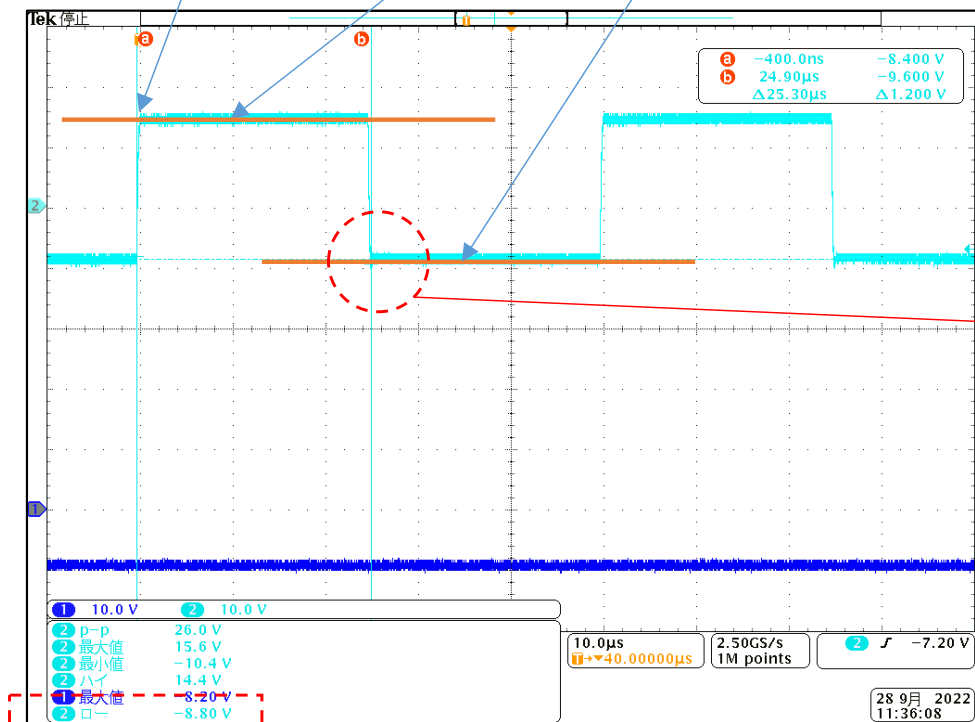 Tek 停止
T
a
b
a -400.0ns -8.400 V
b 24.90µs -9.600 V
Δ25.30µs Δ1.200 V
2
1
1 10.0 V 2 10.0 V
2 p-p 26.0 V
2 最大値 15.6 V
2 最小値 -10.4 V
2 ハイ 14.4 V
1 最大値 -8.20 V
2 ロー -8.80 V
10.0µs
T→▼40.00000µs
2.50GS/s
1M points
2 -7.20 V
28 9月 2022
11:36:08